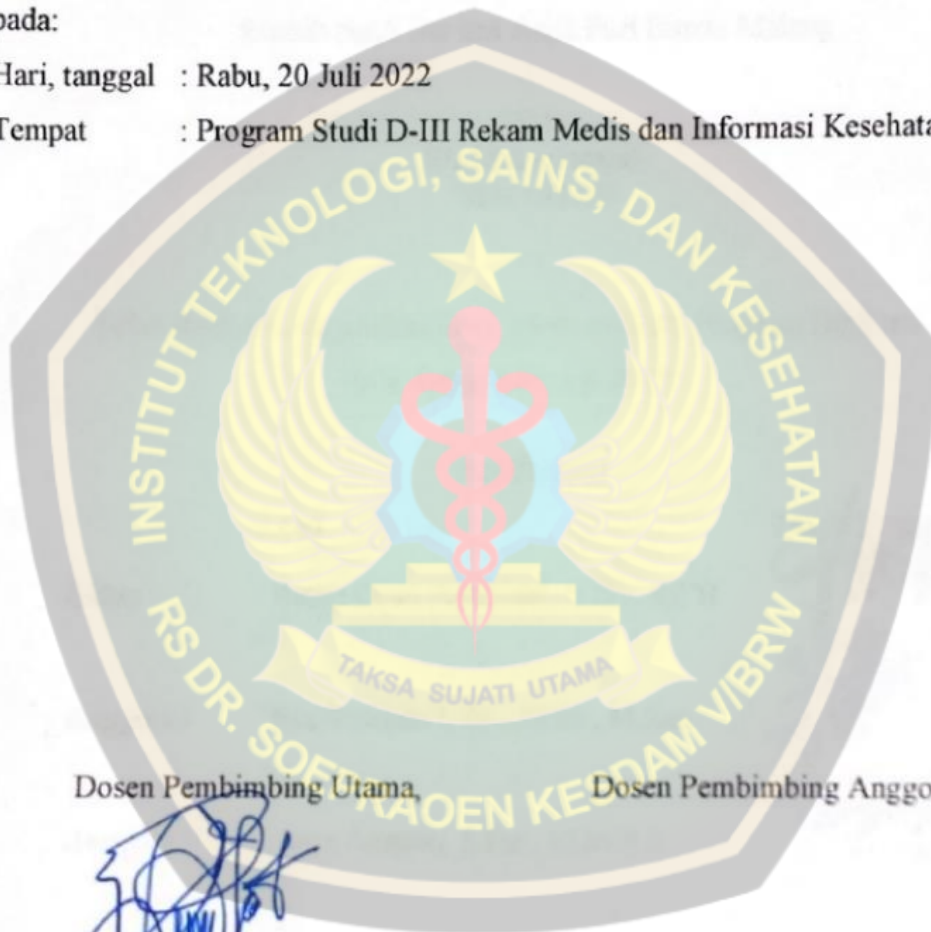 pada:
Hari, tanggal : Rabu, 20 Juli 2022
Tempat : Program Studi D-III Rekam Medis dan Informasi Kesehata
INSTITUT TEKNOLOGI, SAINS, DAN KESEHATAN
TAKSA SUJATI UTAMA
RS DR. SOEPRAOEN KESDAM V/BRW
Dosen Pembimbing Utama, Dosen Pembimbing Anggo